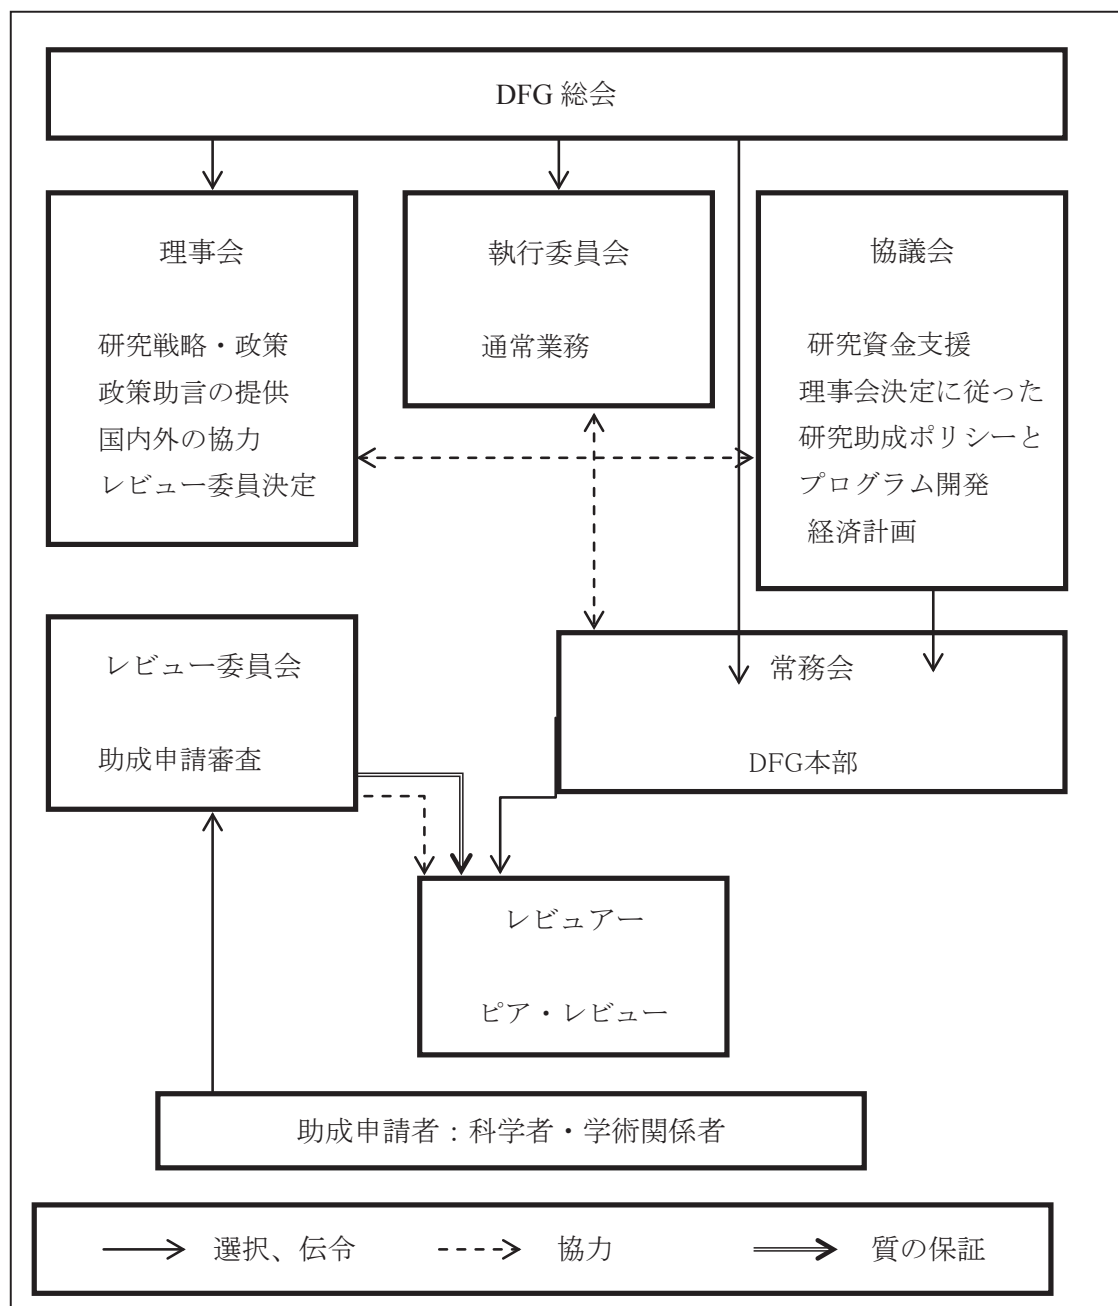 DFG 総会
理事会
研究戦略・政策
政策助言の提供
国内外の協力
レビュー委員決定
執行委員会
通常業務
協議会
研究資金支援
理事会決定に従った
研究助成ポリシーと
プログラム開発
経済計画
レビュー委員会
助成申請審査
常務会
DFG本部
レビュアー
ピア・レビュー
助成申請者：科学者・学術関係者
選択、伝令
協力
質の保証